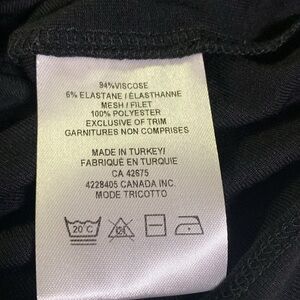 94%VISCOSE
6% ELASTANE / ÉLASTHANNE
MESH / FILET
100% POLYESTER
EXCLUSIVE OF TRIM
GARNITURES NON COMPRISES
MADE IN TURKEY/
FABRIQUÉ EN TURQUIE
CA 42675
4228405 CANADA INC.
MODE TRICOTTO
20°C
Cl